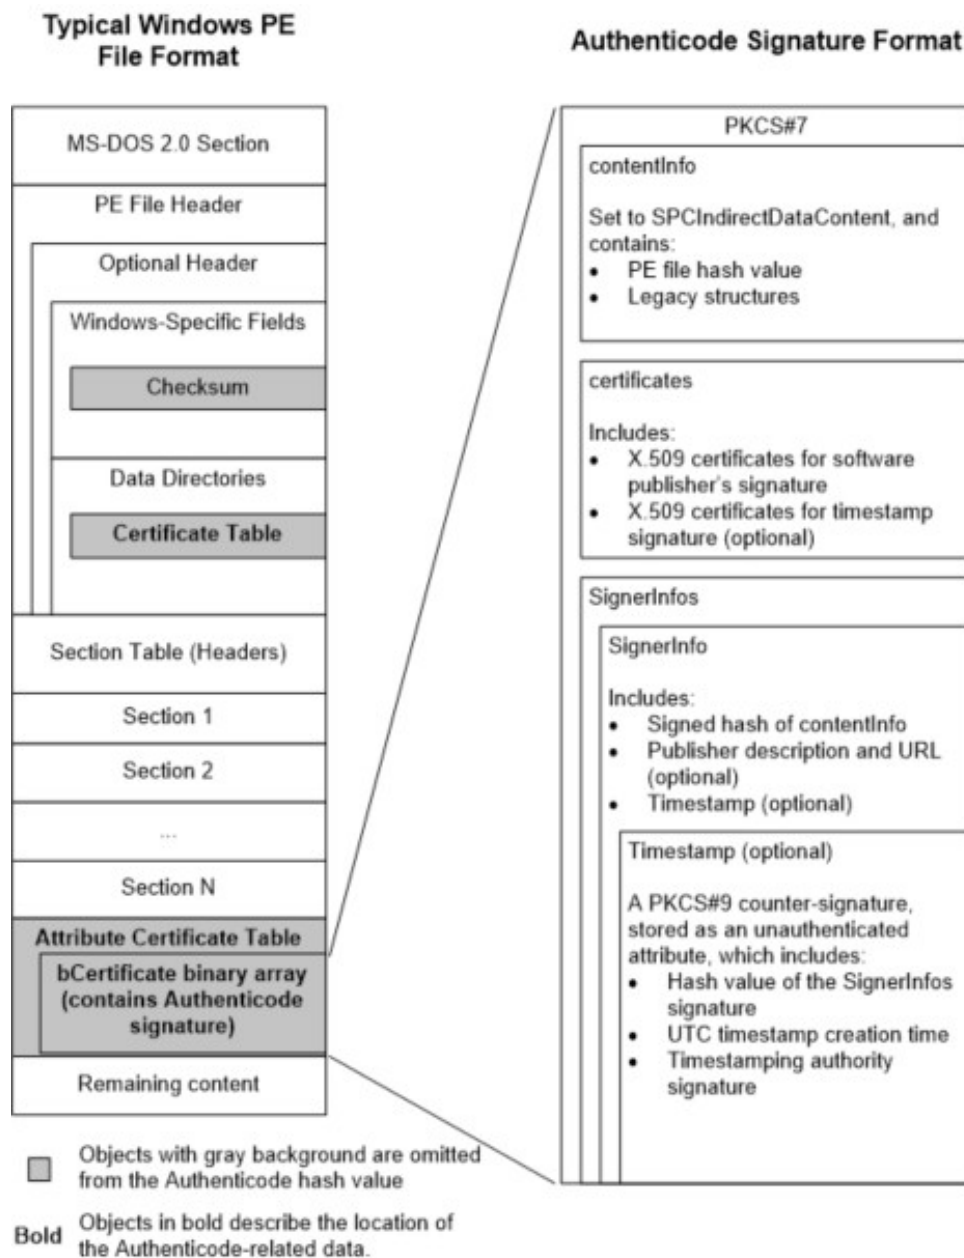 Typical Windows PE
File Format
MS-DOS 2.0 Section
PE File Header
Optional Header
Windows-Specific Fields
Checksum
Data Directories
Certificate Table
Section Table (Headers)
Section 1
Section 2
...
Section N
Attribute Certificate Table
bCertificate binary array
(contains Authenticode
signature)
Remaining content
Objects with gray background are omitted
from the Authenticode hash value
Bold Objects in bold describe the location of
the Authenticode-related data.
Authenticode Signature Format
PKCS#7
contentInfo
Set to SPCIndirectDataContent, and
contains:
• PE file hash value
• Legacy structures
certificates
Includes:
• X.509 certificates for software
publisher's signature
• X.509 certificates for timestamp
signature (optional)
SignerInfos
SignerInfo
Includes:
• Signed hash of contentInfo
• Publisher description and URL
(optional)
• Timestamp (optional)
Timestamp (optional)
A PKCS#9 counter-signature,
stored as an unauthenticated
attribute, which includes:
• Hash value of the SignerInfos
signature
• UTC timestamp creation time
• Timestamping authority
signature